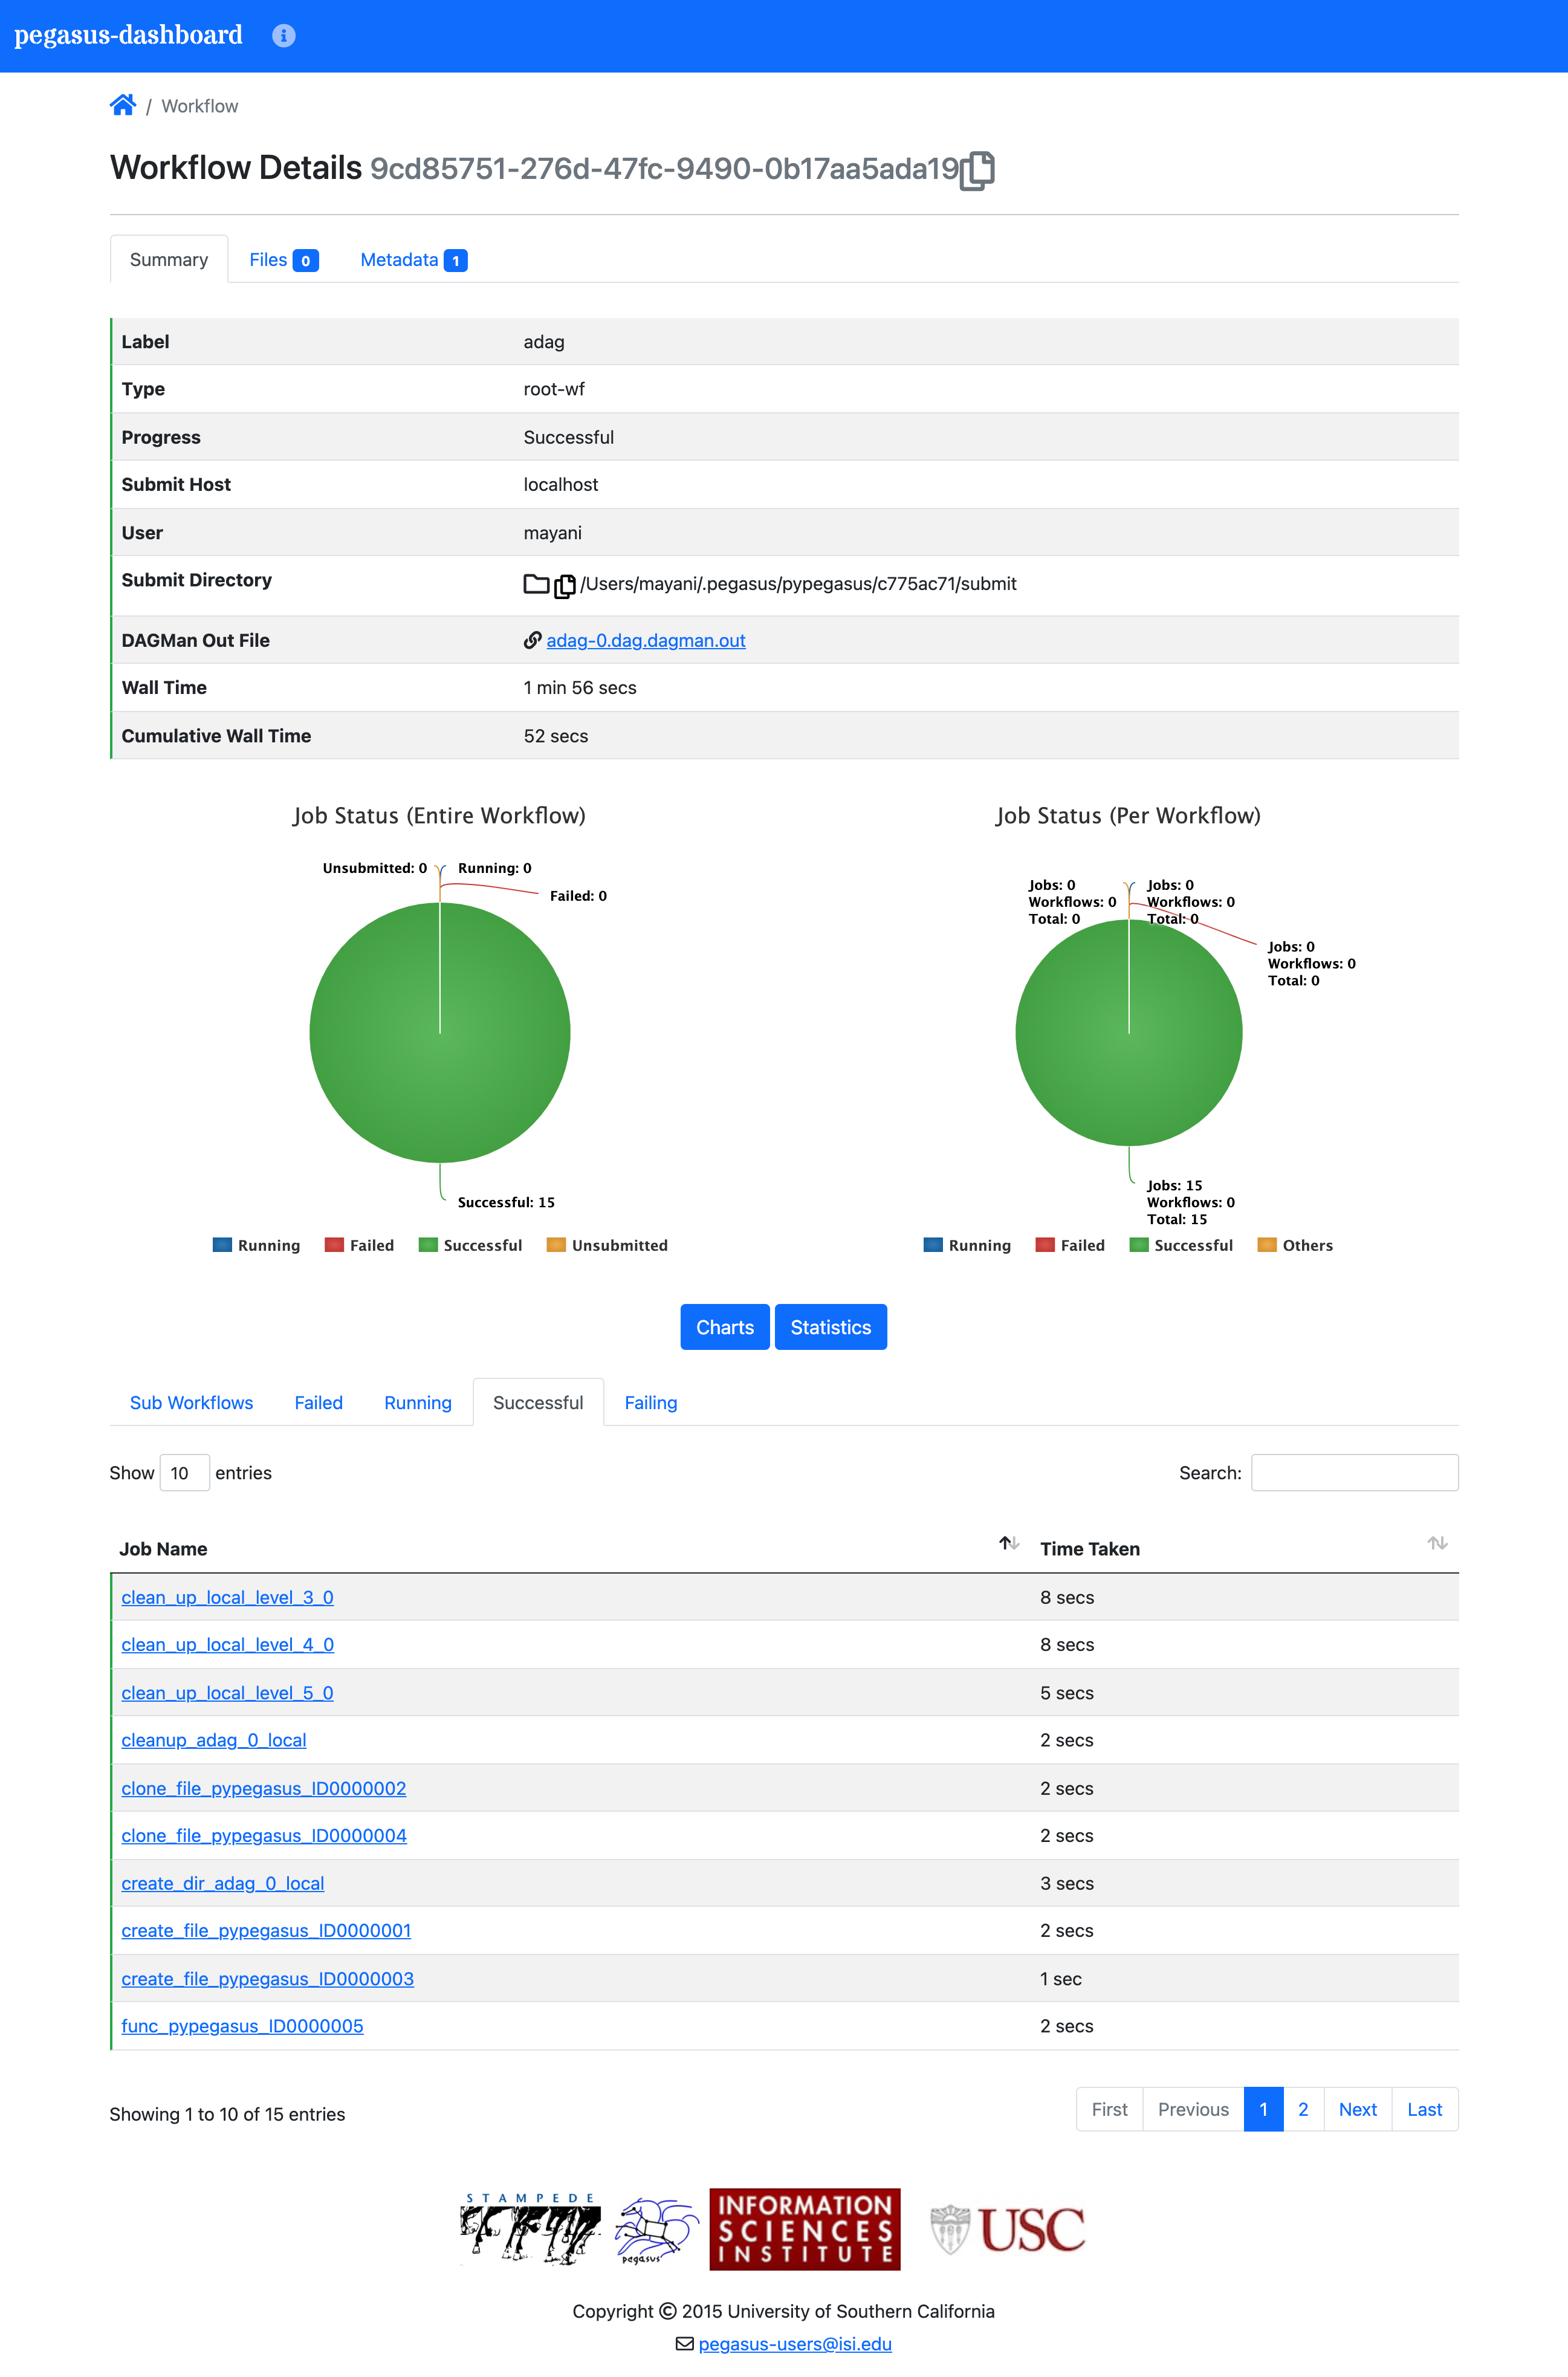 pegasus-dashboard
/ Workflow
Workflow Details 9cd85751-276d-47fc-9490-0b17aa5ada19
Summary Files 0 Metadata 1
Label adag
Type root-wf
Progress Successful
Submit Host localhost
User mayani
Submit Directory /Users/mayani/.pegasus/pypegasus/c775ac71/submit
DAGMan Out File adag-0.dag.dagman.out
Wall Time 1 min 56 secs
Cumulative Wall Time 52 secs
Job Status (Entire Workflow)
Unsubmitted: 0 Running: 0
Failed: 0
Successful: 15
Running Failed Successful Unsubmitted
Job Status (Per Workflow)
Jobs: 0
Workflows: 0
Total: 0
Jobs: 0
Workflows: 0
Total: 0
Jobs: 0
Workflows: 0
Total: 0
Jobs: 15
Workflows: 0
Total: 15
Running Failed Successful Others
Charts Statistics
Sub Workflows Failed Running Successful Failing
Show 10 entries Search:
Job Name Time Taken
clean_up_local_level_3_0 8 secs
clean_up_local_level_4_0 8 secs
clean_up_local_level_5_0 5 secs
cleanup_adag_0_local 2 secs
clone_file_pypegasus_ID0000002 2 secs
clone_file_pypegasus_ID0000004 2 secs
create_dir_adag_0_local 3 secs
create_file_pypegasus_ID0000001 2 secs
create_file_pypegasus_ID0000003 1 sec
func_pypegasus_ID0000005 2 secs
Showing 1 to 10 of 15 entries First Previous 1 2 Next Last
STAMPEDE
pegasus
INFORMATION
SCIENCES
INSTITUTE
USC
Copyright © 2015 University of Southern California
pegasus-users@isi.edu